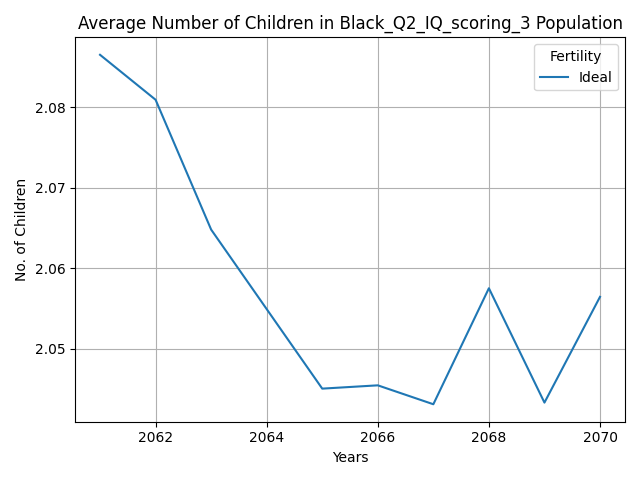 Average Number of Children in Black_Q2_IQ_scoring_3 Population
Fertility
Ideal
No. of Children
2.08
2.07
2.06
2.05
2062 2064 2066 2068 2070
Years